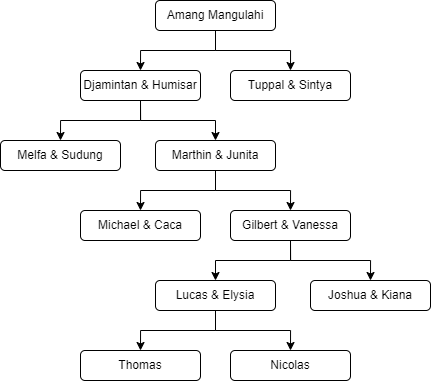 Amang Mangulahi
Djamintan & Humisar
Tuppal & Sintya
Melfa & Sudung
Marthin & Junita
Michael & Caca
Gilbert & Vanessa
Lucas & Elysia
Joshua & Kiana
Thomas
Nicolas